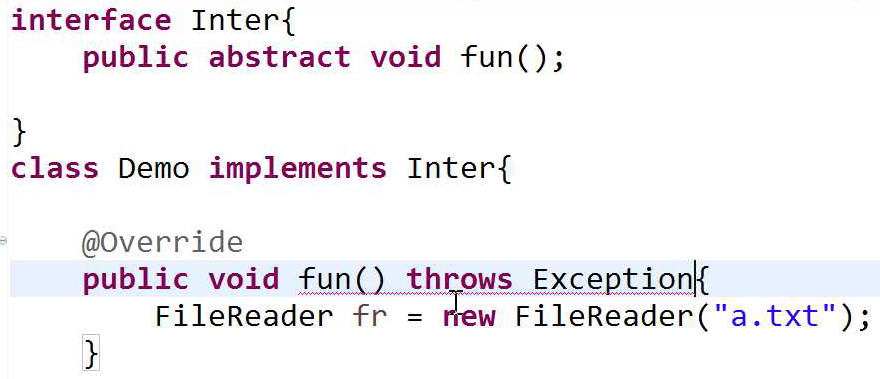 interface Inter{
public abstract void fun();
}
class Demo implements Inter{
@Override
public void fun() throws Exception{
FileReader fr = new FileReader("a.txt");
}